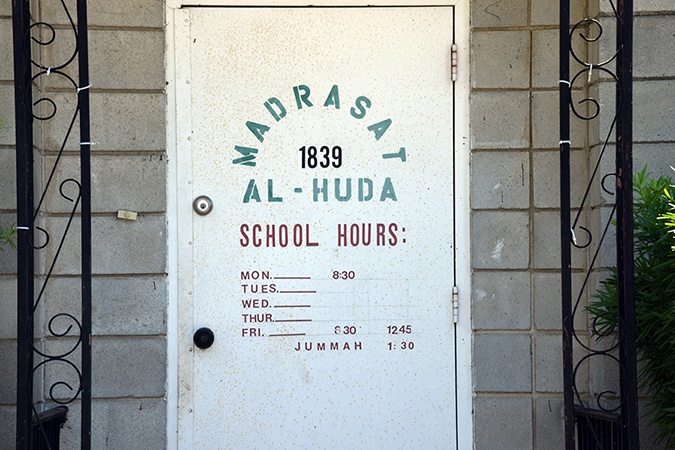 MADRASAT
1839
AL-HUDA
SCHOOL HOURS:
MON. 8:30
TUES.
WED.
THUR.
FRI. 8 30 12 45
JUMMAH 1:30